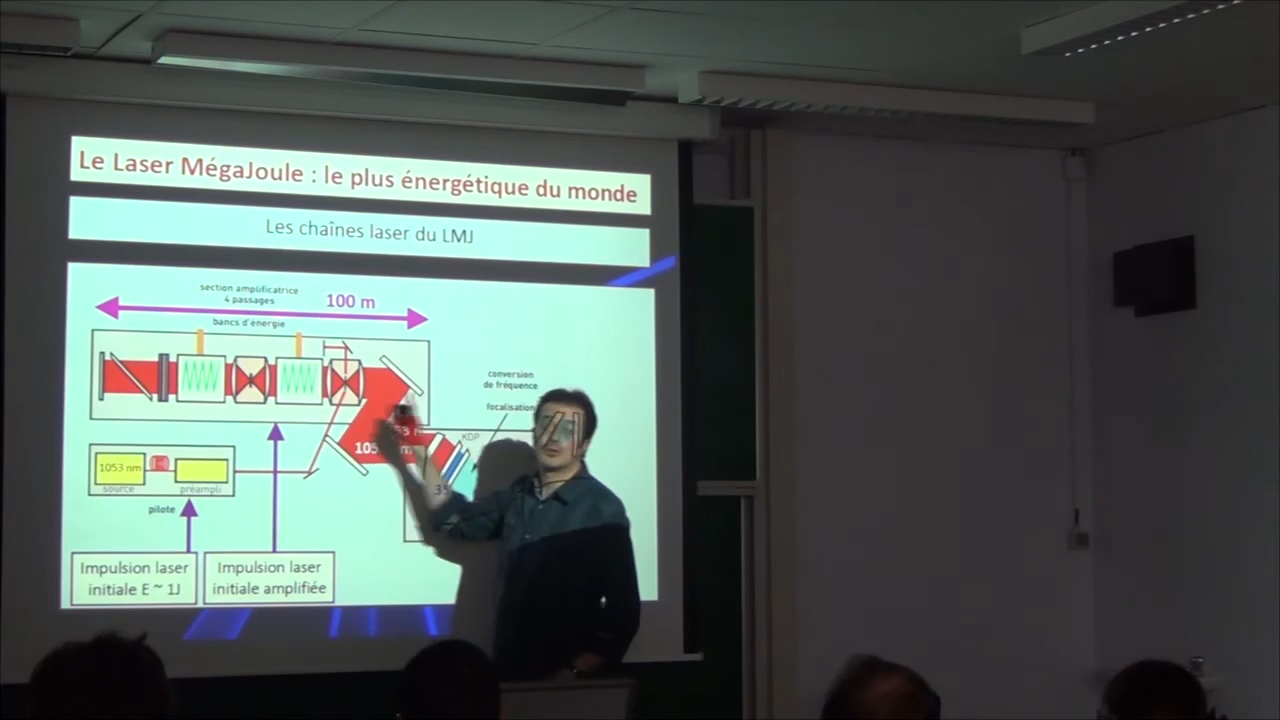 Le Laser MégaJoule : le plus énergétique du monde
Les chaînes laser du LMJ
section amplificatrice
4 passages
100 m
bancs d'énergie
conversion
de fréquence
focalisation
KDP
1053 nm
source
préampli
pilote
Impulsion laser
initiale E ~ 1J
Impulsion laser
initiale amplifiée